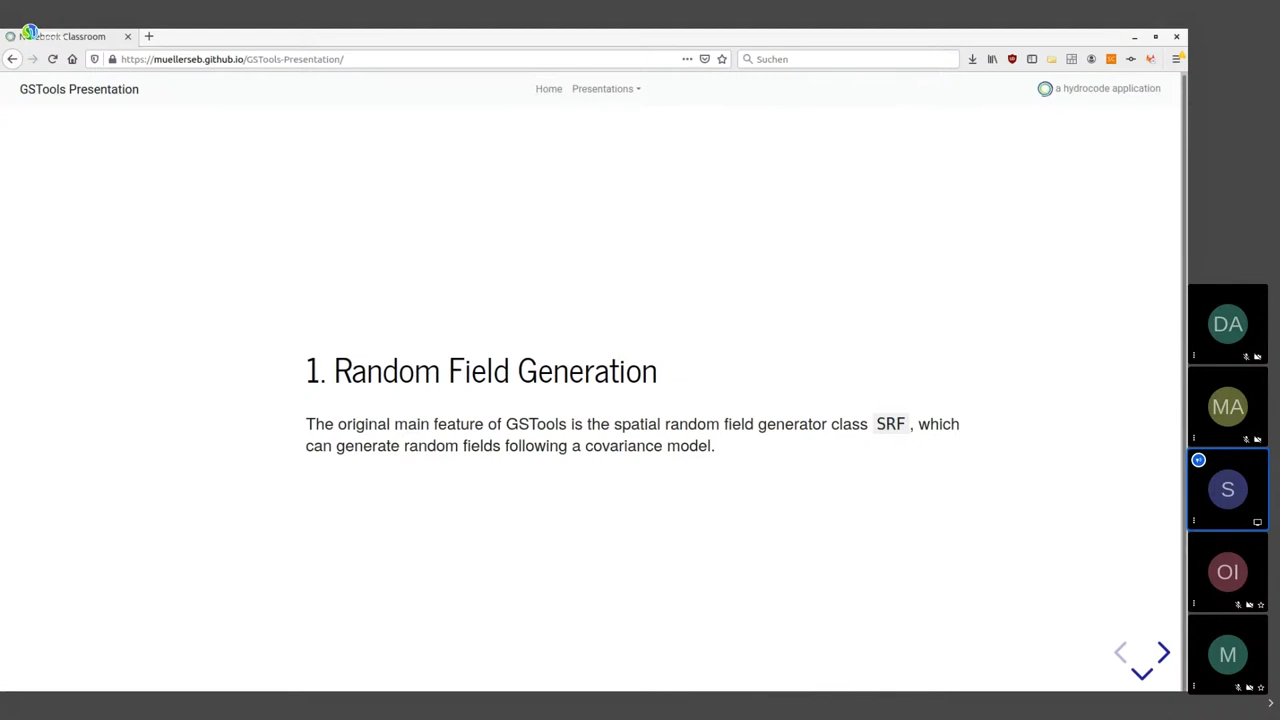 Classroom
https://muellerseb.github.io/GSTools-Presentation/
Suchen
GSTools Presentation
Home
Presentations
a hydrocode application
1. Random Field Generation
The original main feature of GSTools is the spatial random field generator class SRF, which
can generate random fields following a covariance model.
DA
MA
S
OI
M